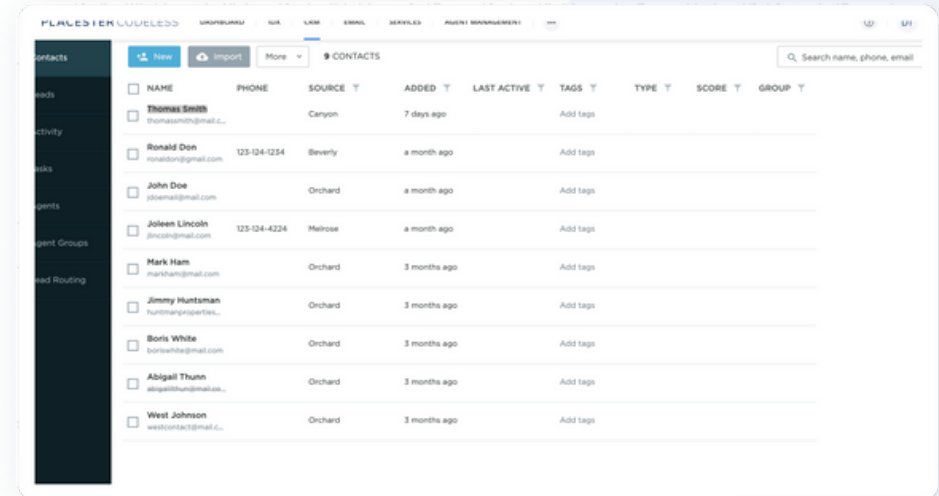 PLACESTER CODELESS DASHBOARD IDX CRM EMAIL SERVICES AGENT MANAGEMENT ...
Contacts New Import More 9 CONTACTS Search name, phone, email
eads
ctivity
asks
gents
gent Groups
ead Routing
NAME PHONE SOURCE ADDED LAST ACTIVE TAGS TYPE SCORE GROUP
Thomas Smith Canyon 7 days ago Add tags
thomassmith@mail.c...
Ronald Don 123-124-1234 Beverly a month ago Add tags
ronaldon@gmail.com
John Doe Orchard a month ago Add tags
jdoemail@mail.com
Joleen Lincoln 123-124-4224 Melrose a month ago Add tags
jlincoln@mail.com
Mark Ham Orchard 3 months ago Add tags
markham@mail.com
Jimmy Huntsman Orchard 3 months ago Add tags
huntmanproperties...
Boris White Orchard 3 months ago Add tags
boriswhite@mail.com
Abigail Thunn Orchard 3 months ago Add tags
abigailthun@mail.co...
West Johnson Orchard 3 months ago Add tags
westcontact@mail.c...